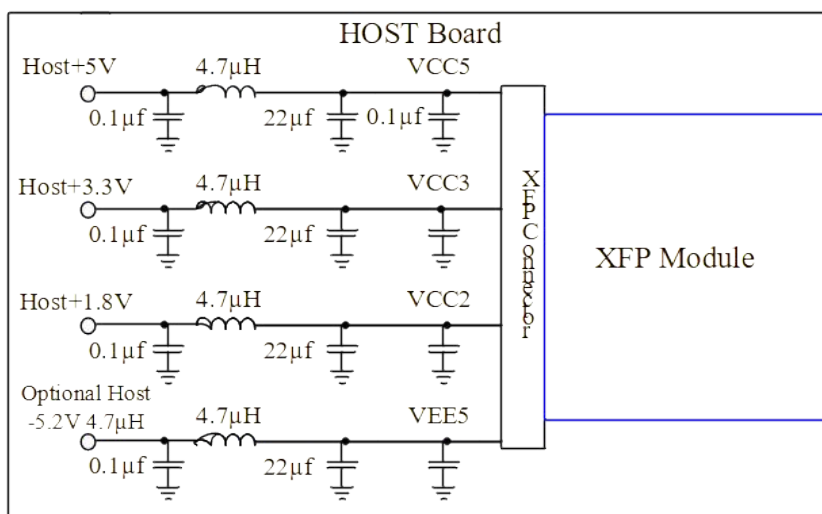 HOST Board
Host+5V 4.7µH VCC5
0.1µf 22µf 0.1µf
Host+3.3V 4.7µH VCC3
0.1µf 22µf
XFP Connector
XFP Module
Host+1.8V 4.7µH VCC2
0.1µf 22µf
Optional Host
-5.2V 4.7µH 4.7µH VEE5
0.1µf 22µf